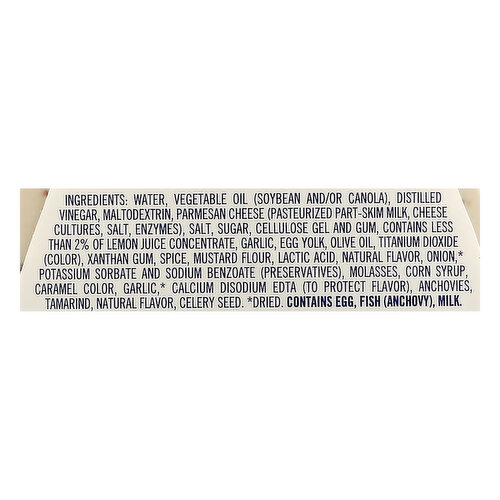 INGREDIENTS: WATER, VEGETABLE OIL (SOYBEAN AND/OR CANOLA), DISTILLED
VINEGAR, MALTODEXTRIN, PARMESAN CHEESE (PASTEURIZED PART-SKIM MILK, CHEESE
CULTURES, SALT, ENZYMES), SALT, SUGAR, CELLULOSE GEL AND GUM, CONTAINS LESS
THAN 2% OF LEMON JUICE CONCENTRATE, GARLIC, EGG YOLK, OLIVE OIL, TITANIUM DIOXIDE
(COLOR), XANTHAN GUM, SPICE, MUSTARD FLOUR, LACTIC ACID, NATURAL FLAVOR, ONION,*
POTASSIUM SORBATE AND SODIUM BENZOATE (PRESERVATIVES), MOLASSES, CORN SYRUP,
CARAMEL COLOR, GARLIC,* CALCIUM DISODIUM EDTA (TO PROTECT FLAVOR), ANCHOVIES,
TAMARIND, NATURAL FLAVOR, CELERY SEED. *DRIED. CONTAINS EGG, FISH (ANCHOVY), MILK.